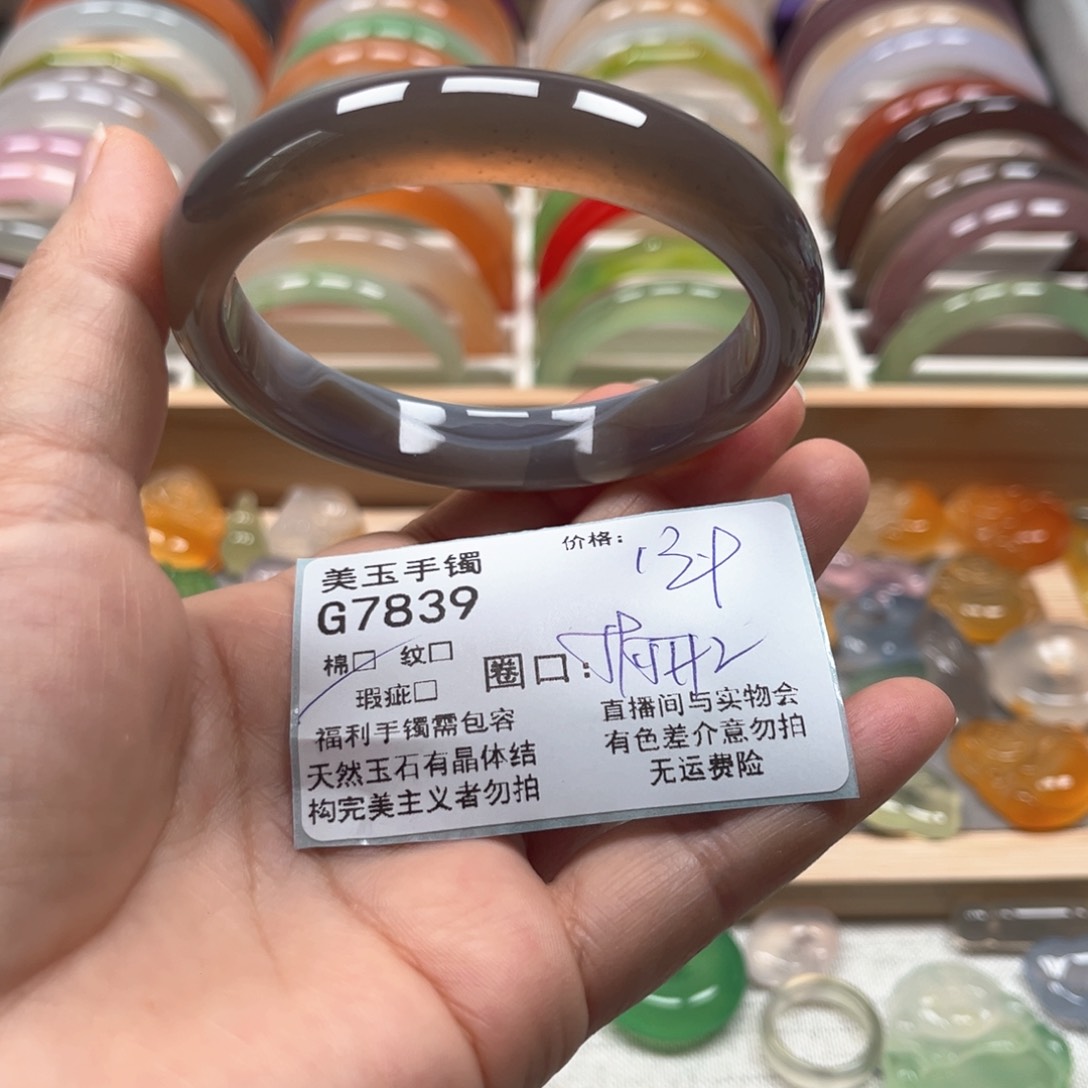 美玉手镯
价格：
G7839
棉□ 纹□
瑕疵□
圈口：
福利手镯需包容
天然玉石有晶体结
构完美主义者勿拍
直播间与实物会
有色差介意勿拍
无运费险